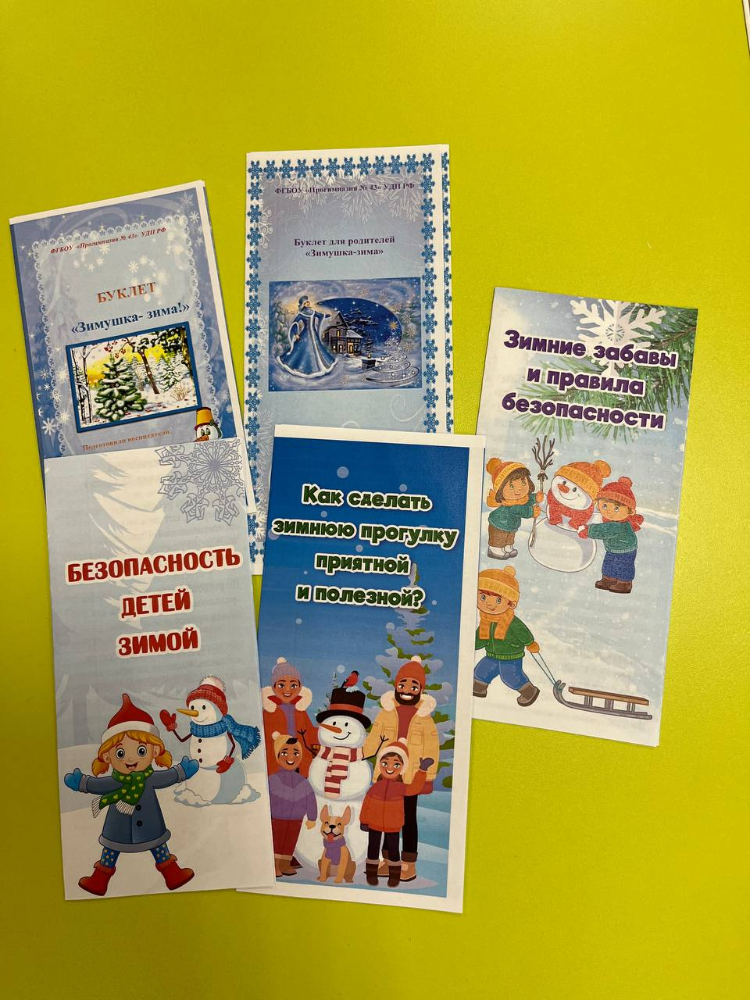 ФГБОУ «Прогимназия № 43» УДП РФ
БУКЛЕТ
«Зимушка- зима!»
Подготовили воспитатели:
ФГБОУ «Прогимназия № 43» УДП РФ
Буклет для родителей
«Зимушка-зима»
Зимние забавы
и правила
безопасности
БЕЗОПАСНОСТЬ
ДЕТЕЙ
ЗИМОЙ
Как сделать
зимнюю прогулку
приятной
и полезной?